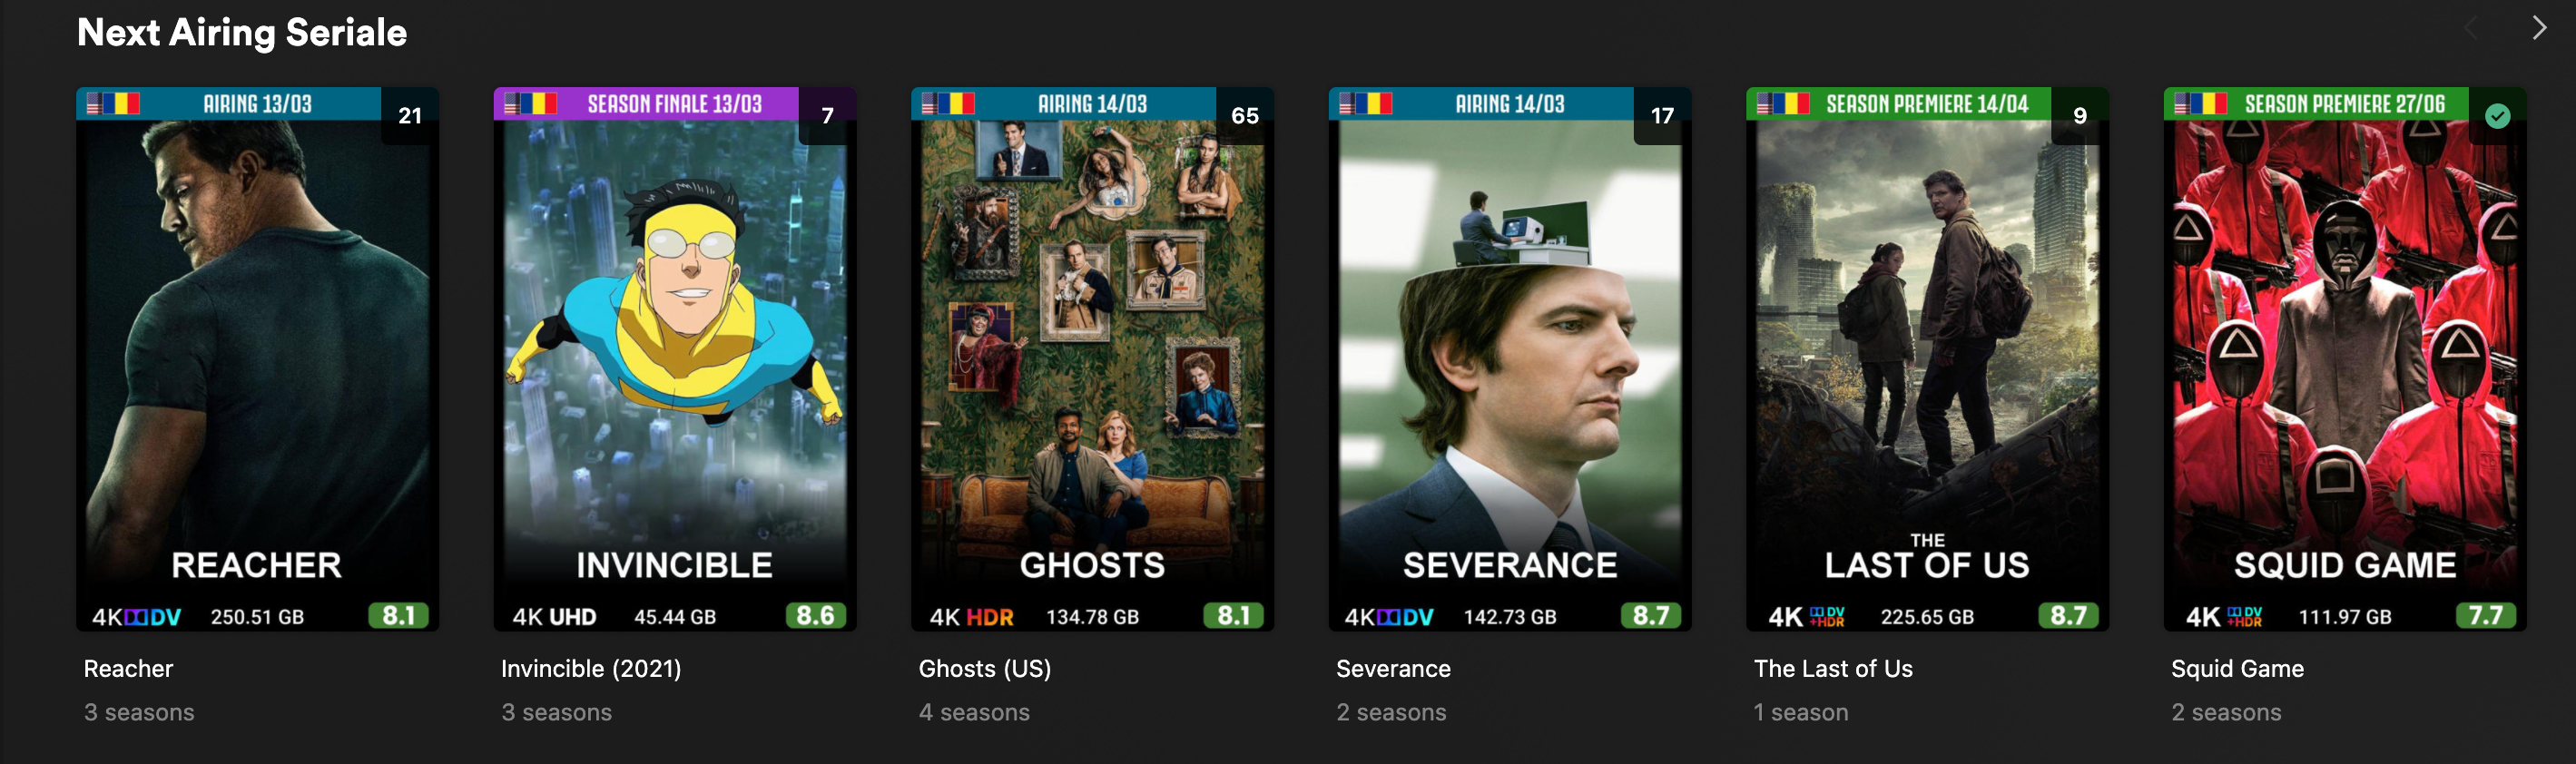 Next Airing Seriale
AIRING 13/03
21
REACHER
4K DV 250.51 GB 8.1
Reacher
3 seasons
SEASON FINALE 13/03
7
INVINCIBLE
4K UHD 45.44 GB 8.6
Invincible (2021)
3 seasons
AIRING 14/03
65
GHOSTS
4K HDR 134.78 GB 8.1
Ghosts (US)
4 seasons
AIRING 14/03
17
SEVERANCE
4K DV 142.73 GB 8.7
Severance
2 seasons
SEASON PREMIERE 14/04
9
THE
LAST OF US
4K DV +HDR 225.65 GB 8.7
The Last of Us
1 season
SEASON PREMIERE 27/06
SQUID GAME
4K DV +HDR 111.97 GB 7.7
Squid Game
2 seasons